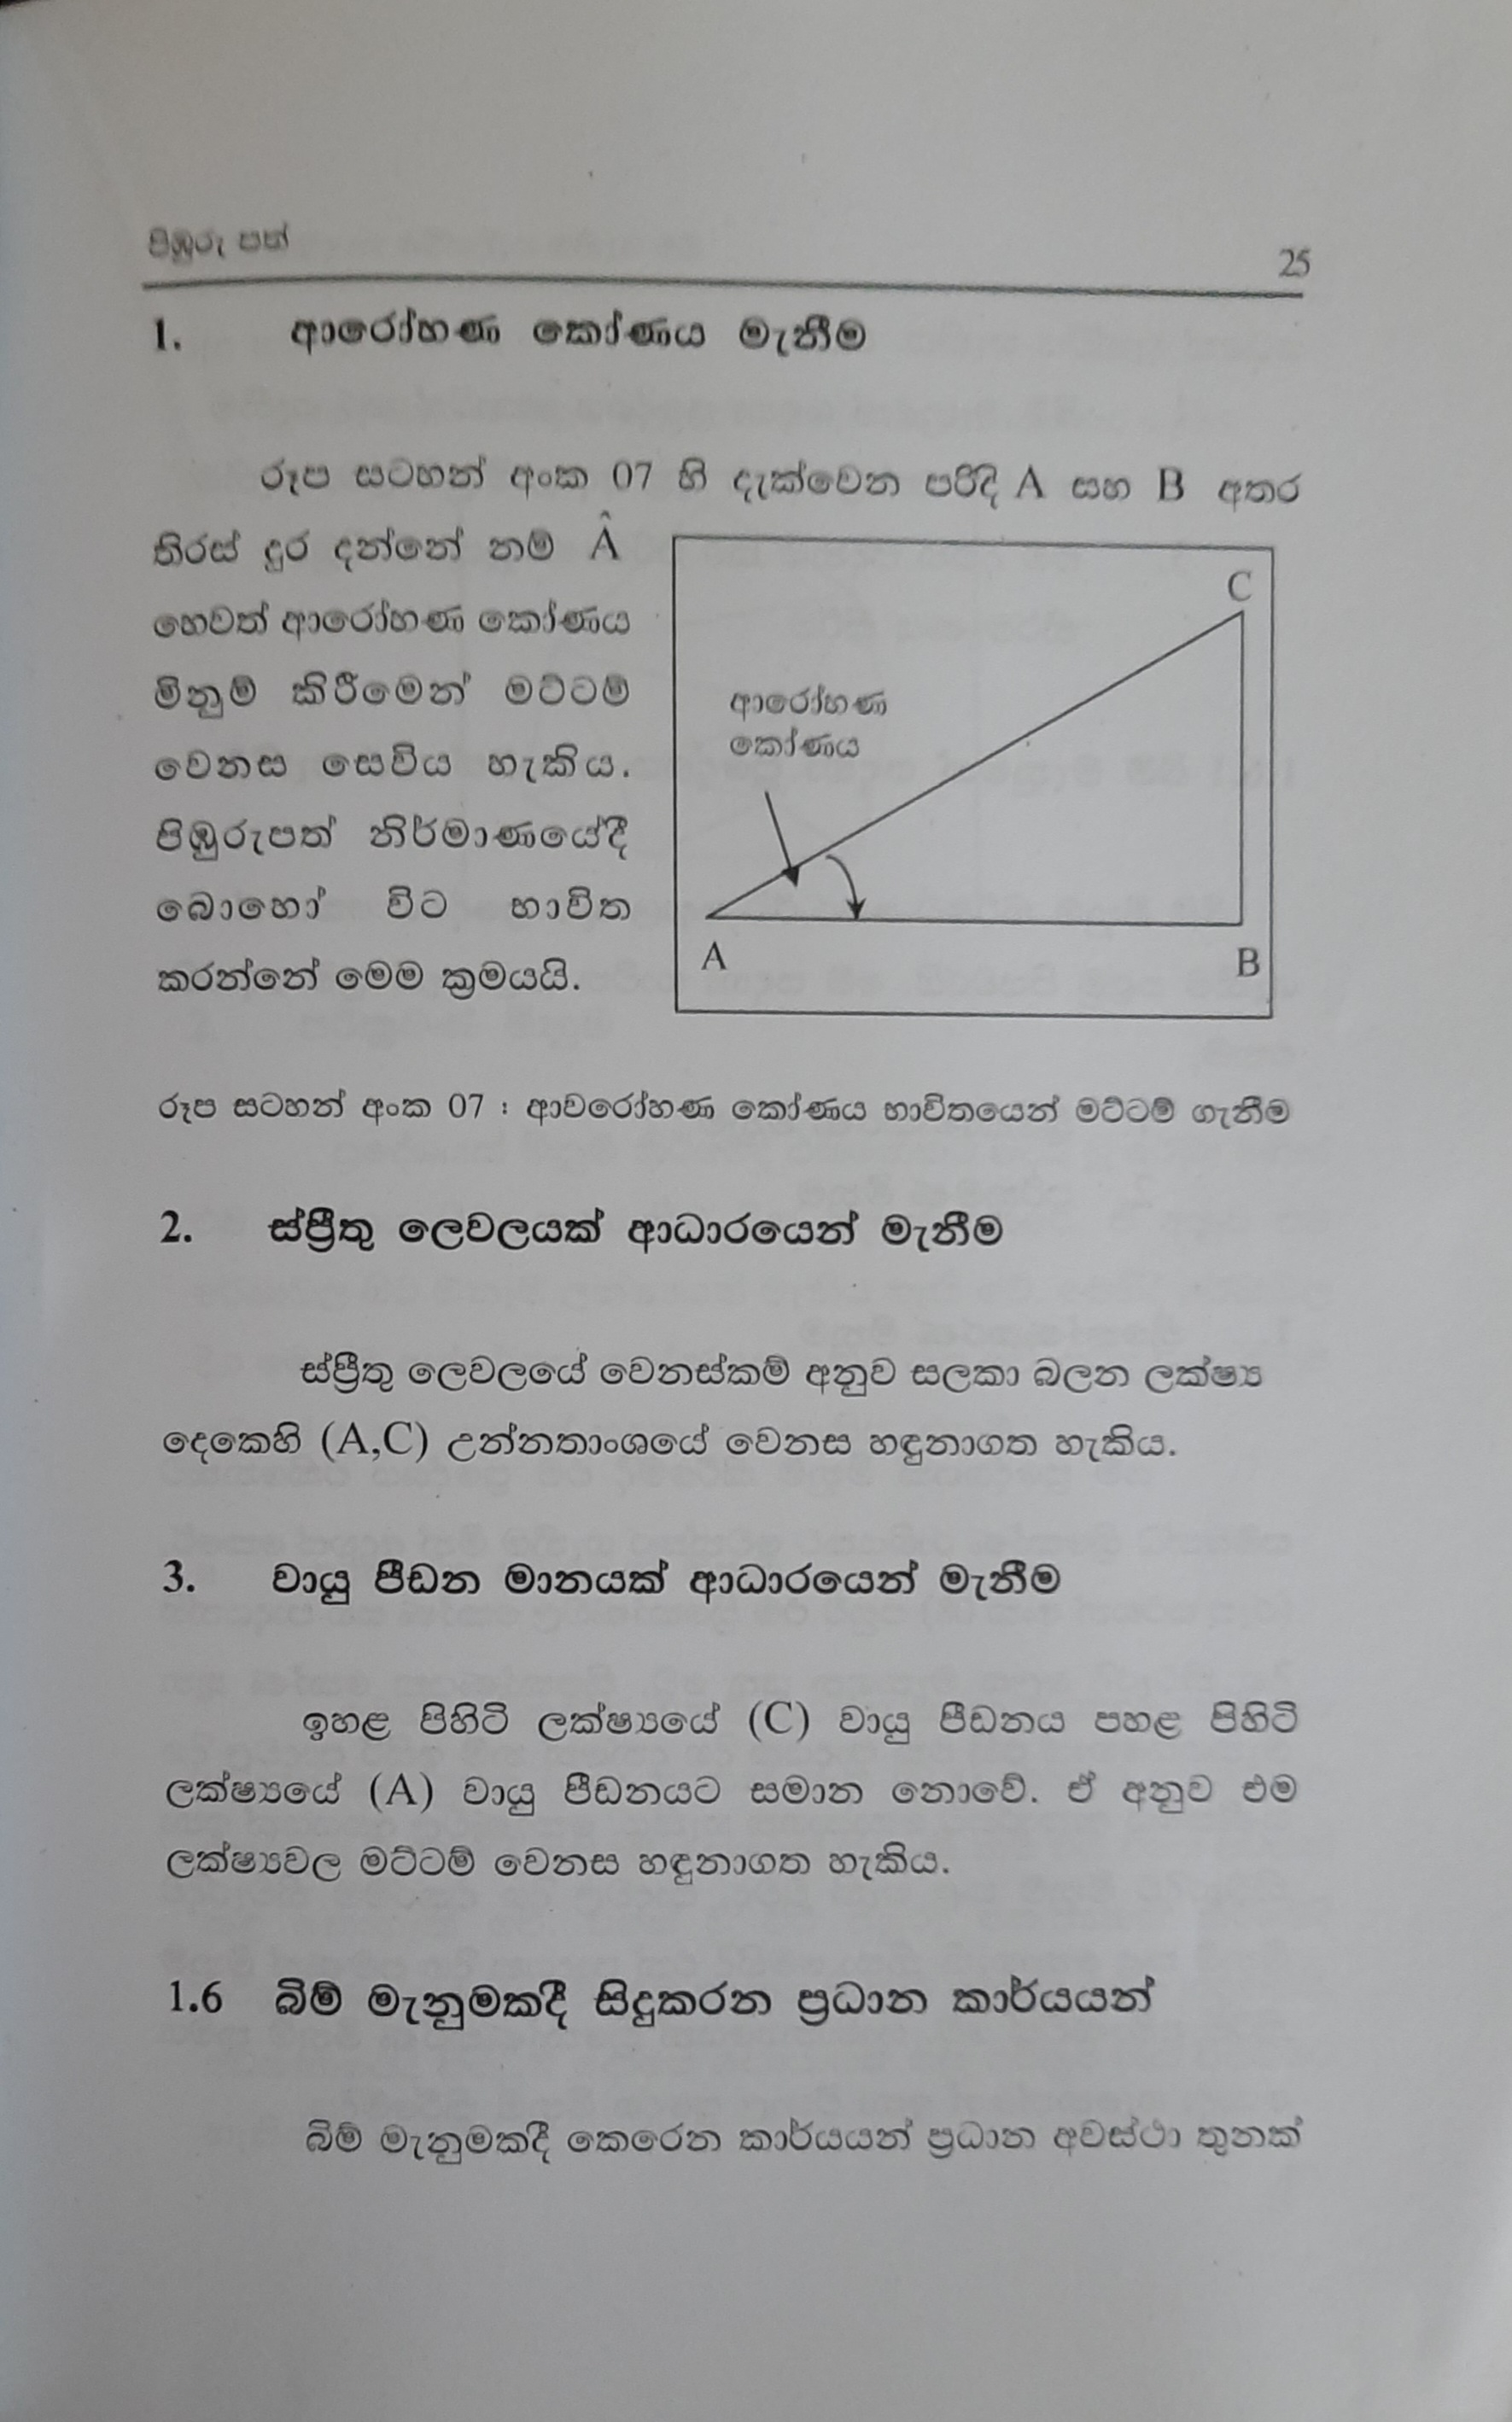 පිඹුරු පත්
25
1. ආරෝහණ කෝණය මැනීම
රූප සටහන් අංක 07 හි දැක්වෙන පරිදි A සහ B අතර
තිරස් දුර දන්නේ නම් Â
හෙවත් ආරෝහණ කෝණය
මිනුම් කිරීමෙන් මට්ටම්
වෙනස සෙවිය හැකිය.
පිඹුරුපත් නිර්මාණයේදී
බොහෝ විට භාවිත
කරන්නේ මෙම ක්‍රමයයි.
C
ආරෝහණ
කෝණය
A
B
රූප සටහන් අංක 07 : ආවරෝහණ කෝණය භාවිතයෙන් මට්ටම් ගැනීම
2. ස්ප්‍රීතු ලෙවලයක් ආධාරයෙන් මැනීම
ස්ප්‍රීතු ලෙවලයේ වෙනස්කම් අනුව සලකා බලන ලක්ෂ්‍ය
දෙකෙහි (A,C) උන්නතාංශයේ වෙනස හඳුනාගත හැකිය.
3. වායු පීඩන මානයක් ආධාරයෙන් මැනීම
ඉහළ පිහිටි ලක්ෂ්‍යයේ (C) වායු පීඩනය පහළ පිහිටි
ලක්ෂ්‍යයේ (A) වායු පීඩනයට සමාන නොවේ. ඒ අනුව එම
ලක්ෂ්‍යවල මට්ටම් වෙනස හඳුනාගත හැකිය.
1.6 බිම් මැනුමකදී සිදුකරන ප්‍රධාන කාර්යයන්
බිම් මැනුමකදී කෙරෙන කාර්යයන් ප්‍රධාන අවස්ථා තුනක්